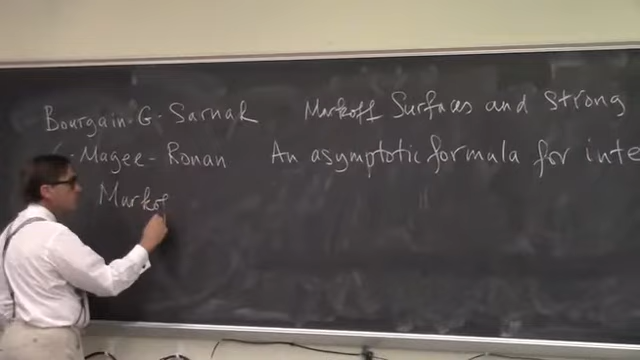 Bourgain-G-Sarnak Markoff Surfaces and Strong
G-Magee-Ronan An asymptotic formula for inte
Markof